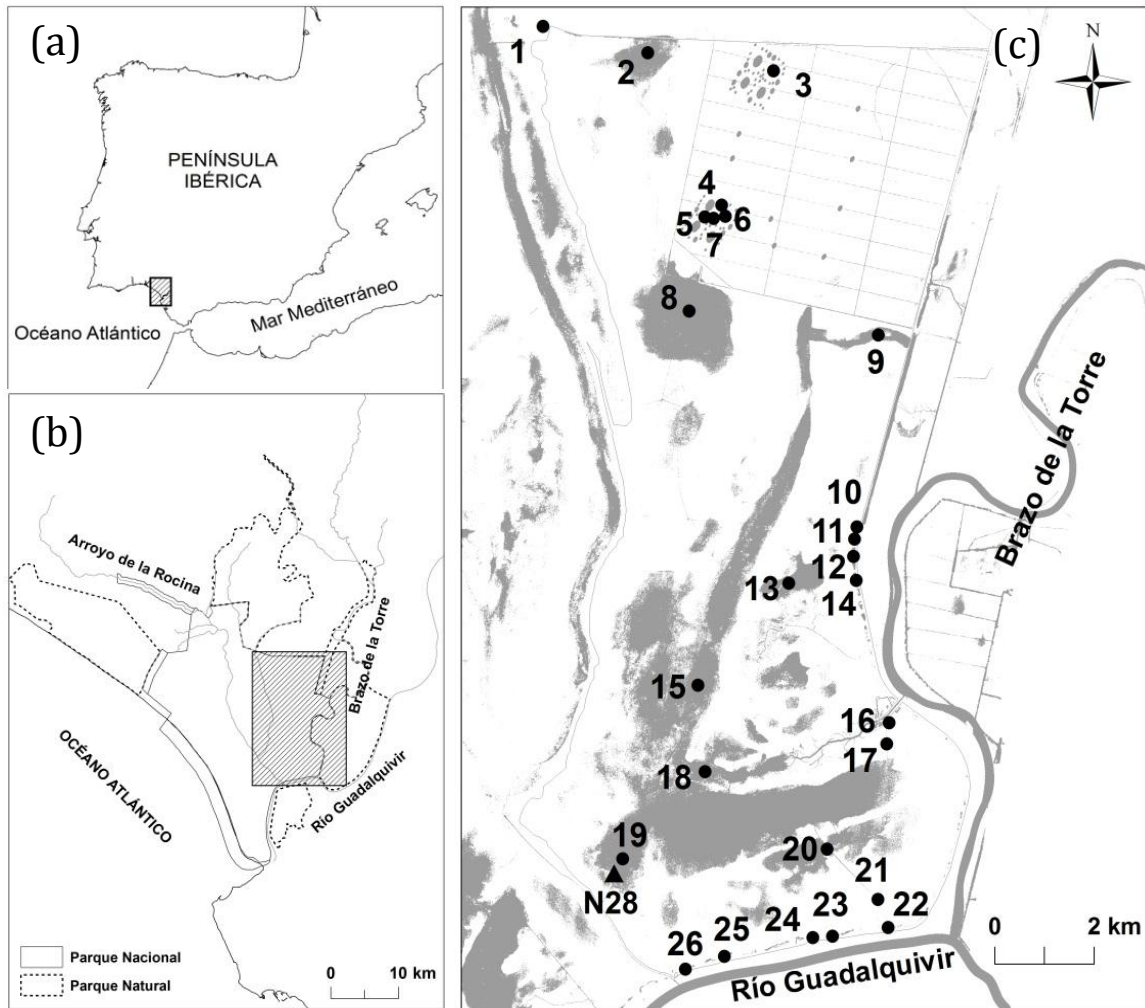 (a)
PENÍNSULA
IBÉRICA
Océano Atlántico
Mar Mediterráneo
(b)
Arroyo de la Rocina
Brazo de la Torre
OCÉANO ATLÁNTICO
Río Guadalquivir
Parque Nacional
Parque Natural
0 10 km
(c)
N
1
2
3
4
5
6
7
8
9
Brazo de la Torre
10
11
12
13
14
15
16
17
18
19
N28
20
21
22
23
24
25
26
0 2 km
Río Guadalquivir